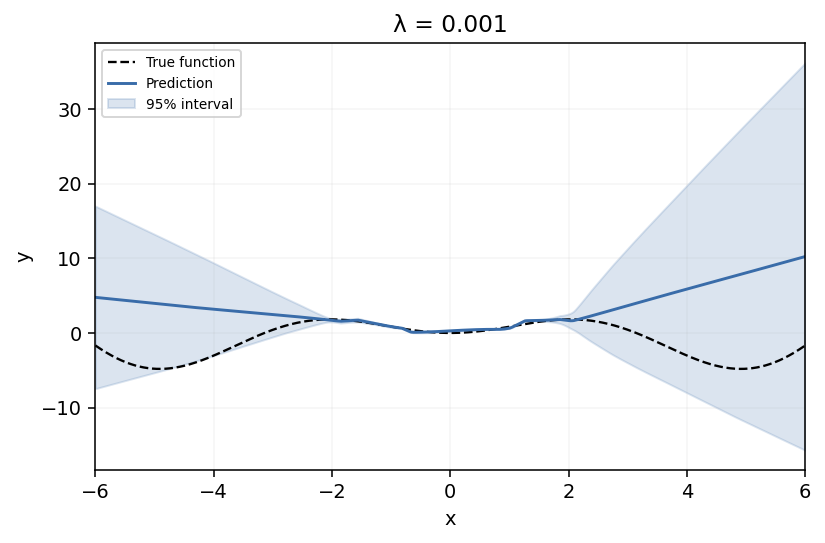 λ = 0.001
True function
Prediction
95% interval
y
30
20
10
0
−10
−6
−4
−2
0
2
4
6
x